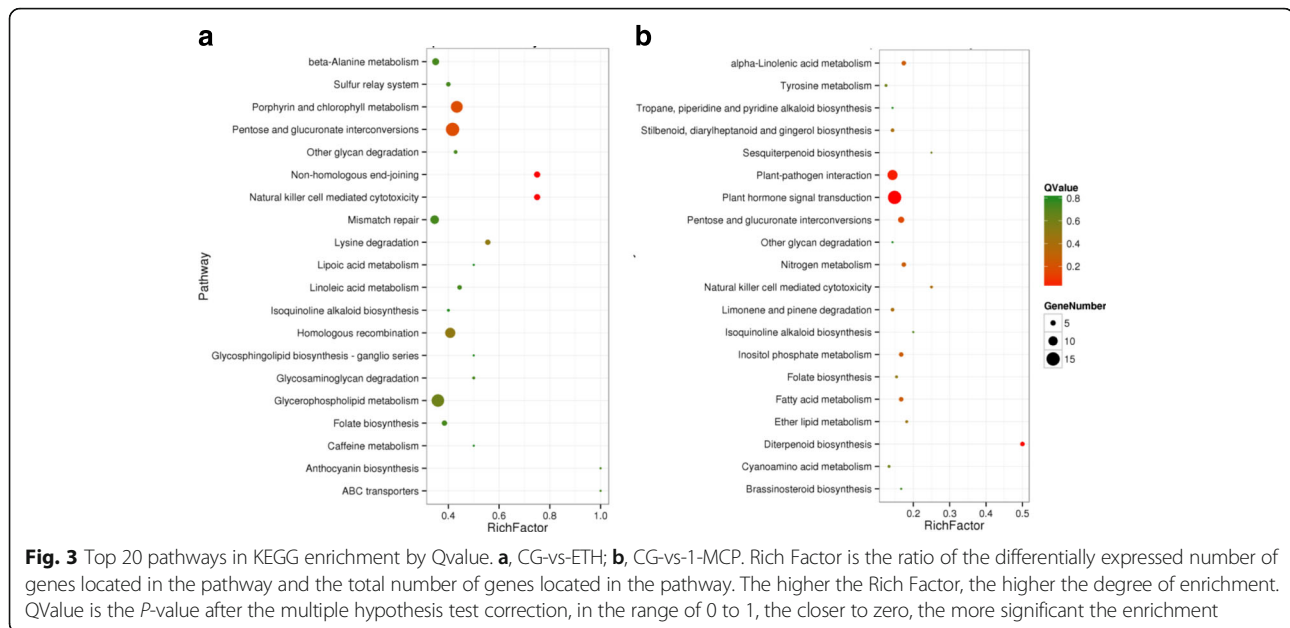 a
beta-Alanine metabolism
Sulfur relay system
Porphyrin and chlorophyll metabolism
Pentose and glucuronate interconversions
Other glycan degradation
Non-homologous end-joining
Natural killer cell mediated cytotoxicity
Mismatch repair
Lysine degradation
Lipoic acid metabolism
Linoleic acid metabolism
Isoquinoline alkaloid biosynthesis
Homologous recombination
Glycosphingolipid biosynthesis - ganglio series
Glycosaminoglycan degradation
Glycerophospholipid metabolism
Folate biosynthesis
Caffeine metabolism
Anthocyanin biosynthesis
ABC transporters
Pathway
0.4 0.6 0.8 1.0
RichFactor
b
alpha-Linolenic acid metabolism
Tyrosine metabolism
Tropane, piperidine and pyridine alkaloid biosynthesis
Stilbenoid, diarylheptanoid and gingerol biosynthesis
Sesquiterpenoid biosynthesis
Plant-pathogen interaction
Plant hormone signal transduction
Pentose and glucuronate interconversions
Other glycan degradation
Nitrogen metabolism
Natural killer cell mediated cytotoxicity
Limonene and pinene degradation
Isoquinoline alkaloid biosynthesis
Inositol phosphate metabolism
Folate biosynthesis
Fatty acid metabolism
Ether lipid metabolism
Diterpenoid biosynthesis
Cyanoamino acid metabolism
Brassinosteroid biosynthesis
0.2 0.3 0.4 0.5
RichFactor
QValue
0.8
0.6
0.4
0.2
GeneNumber
5
10
15
Fig. 3 Top 20 pathways in KEGG enrichment by Qvalue. a, CG-vs-ETH; b, CG-vs-1-MCP. Rich Factor is the ratio of the differentially expressed number of
genes located in the pathway and the total number of genes located in the pathway. The higher the Rich Factor, the higher the degree of enrichment.
QValue is the P-value after the multiple hypothesis test correction, in the range of 0 to 1, the closer to zero, the more significant the enrichment